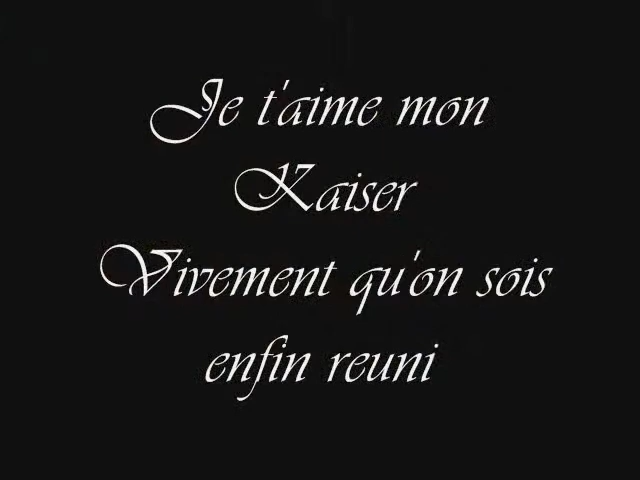 Je t'aime mon
Kaiser
Vivement qu'on sois
enfin reuni